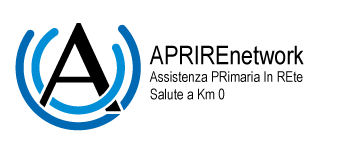 A
APRIREnetwork
Assistenza PRimaria In REte
Salute a Km 0